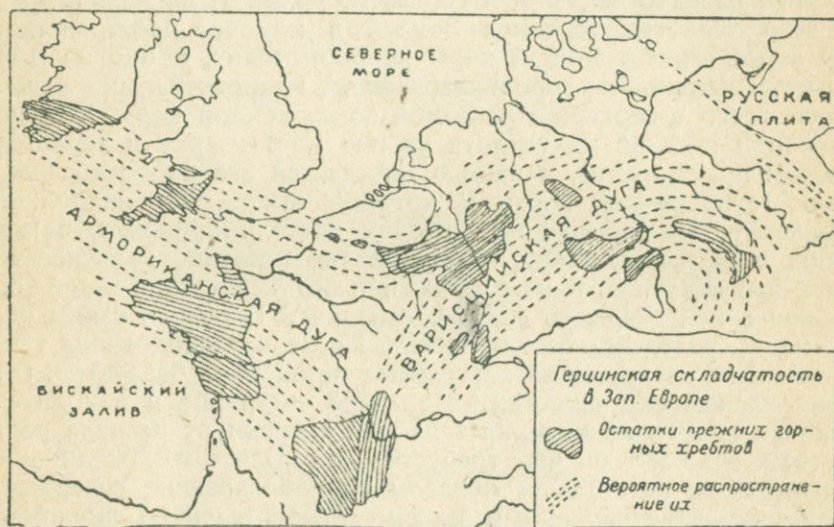 СЕВЕРНОЕ
МОРЕ
РУССКАЯ
ПЛИТА
АРМОРИКАНСКАЯ ДУГА
ВАРИСЦИЙСКАЯ ДУГА
БИСКАЙСКИЙ
ЗАЛИВ
Герцинская складчатость
в Зап. Европе
Остатки прежних гор-
ных хребтов
Вероятное распростране-
ние их